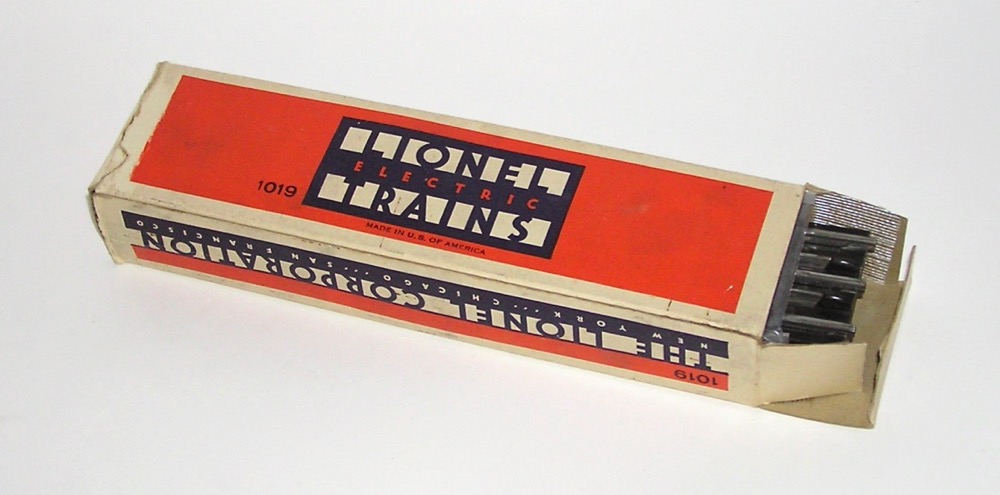 LIONEL
ELECTRIC
1019
TRAINS
MADE IN U.S. OF AMERICA
1019
THE LIONEL CORPORATION
NEW YORK...CHICAGO...SAN FRANCISCO